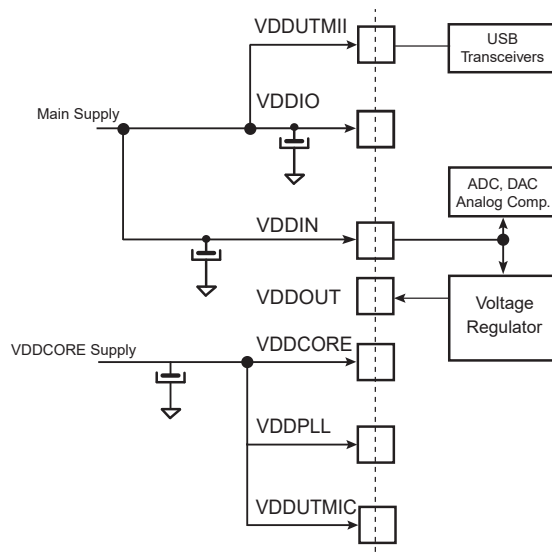 VDDUTMII
USB
Transceivers
VDDIO
Main Supply
ADC, DAC
Analog Comp.
VDDIN
VDDOUT
Voltage
Regulator
VDDCORE Supply
VDDCORE
VDDPLL
VDDUTMIC